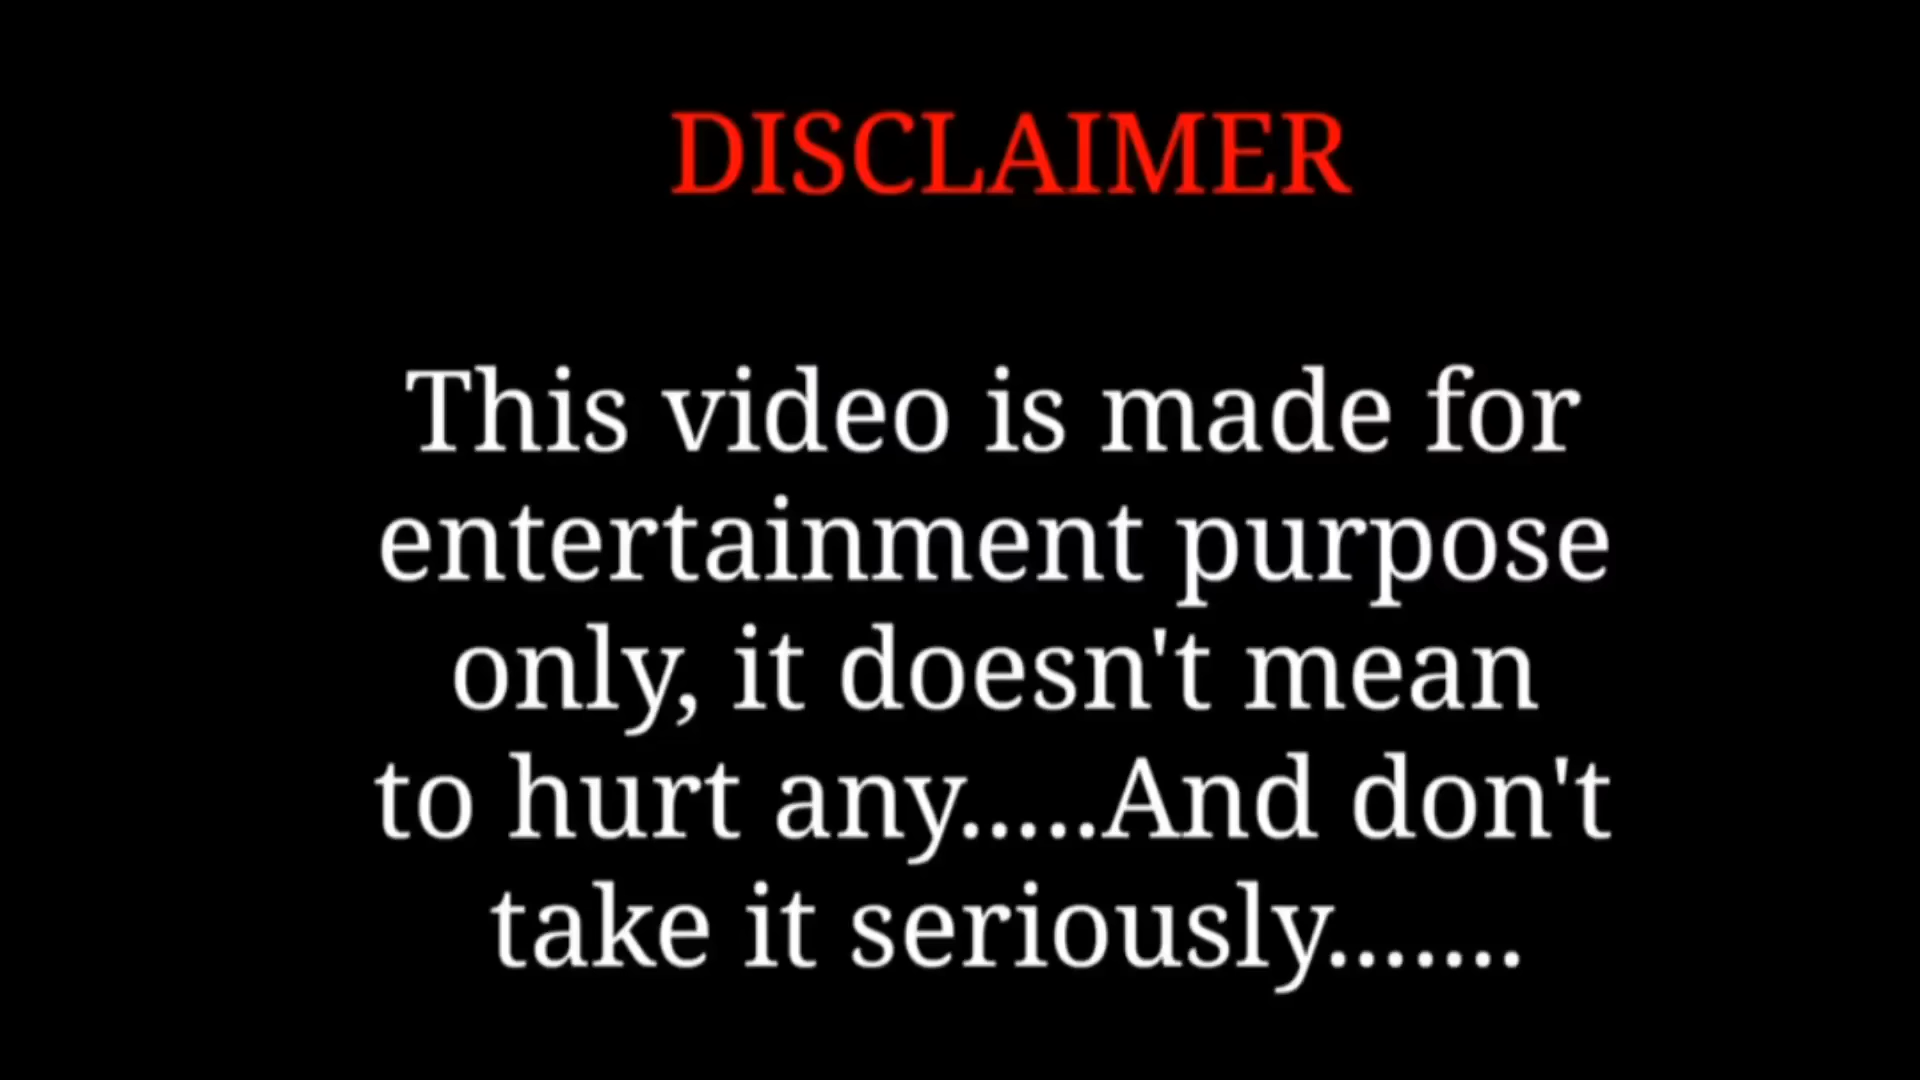 DISCLAIMER
This video is made for
entertainment purpose
only, it doesn't mean
to hurt any.....And don't
take it seriously.......